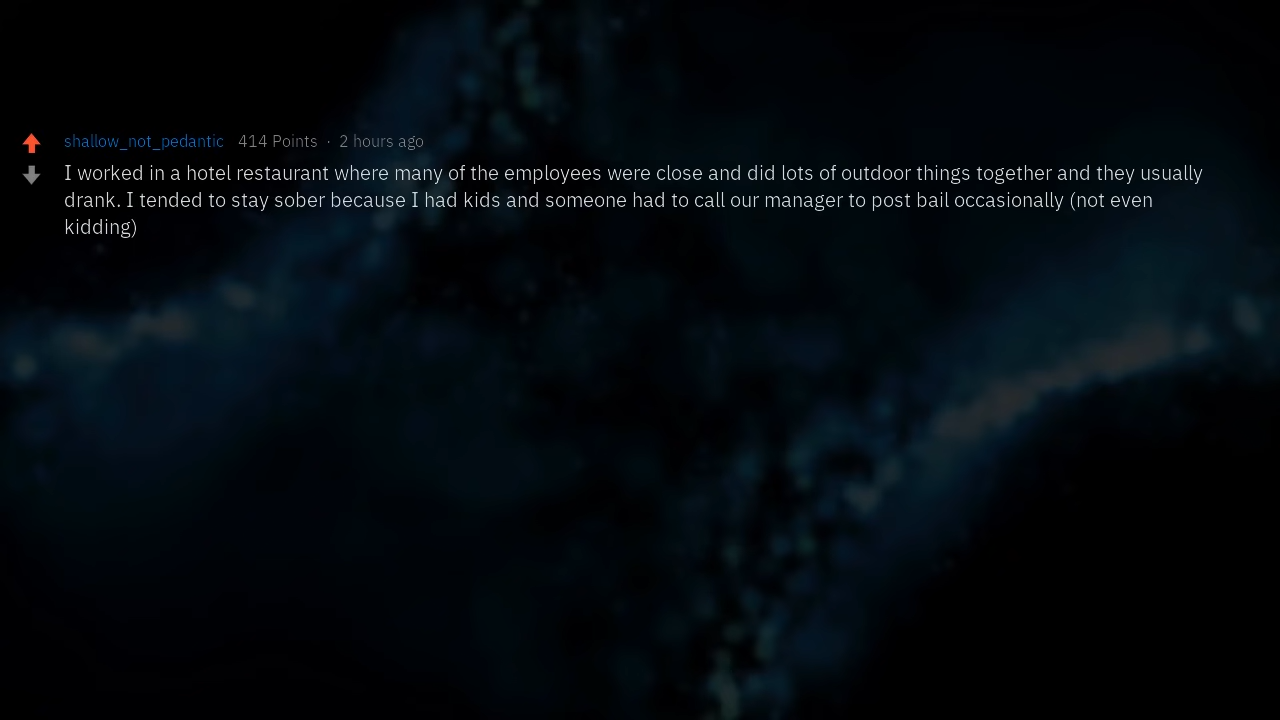 shallow_not_pedantic 414 Points · 2 hours ago
I worked in a hotel restaurant where many of the employees were close and did lots of outdoor things together and they usually
drank. I tended to stay sober because I had kids and someone had to call our manager to post bail occasionally (not even
kidding)